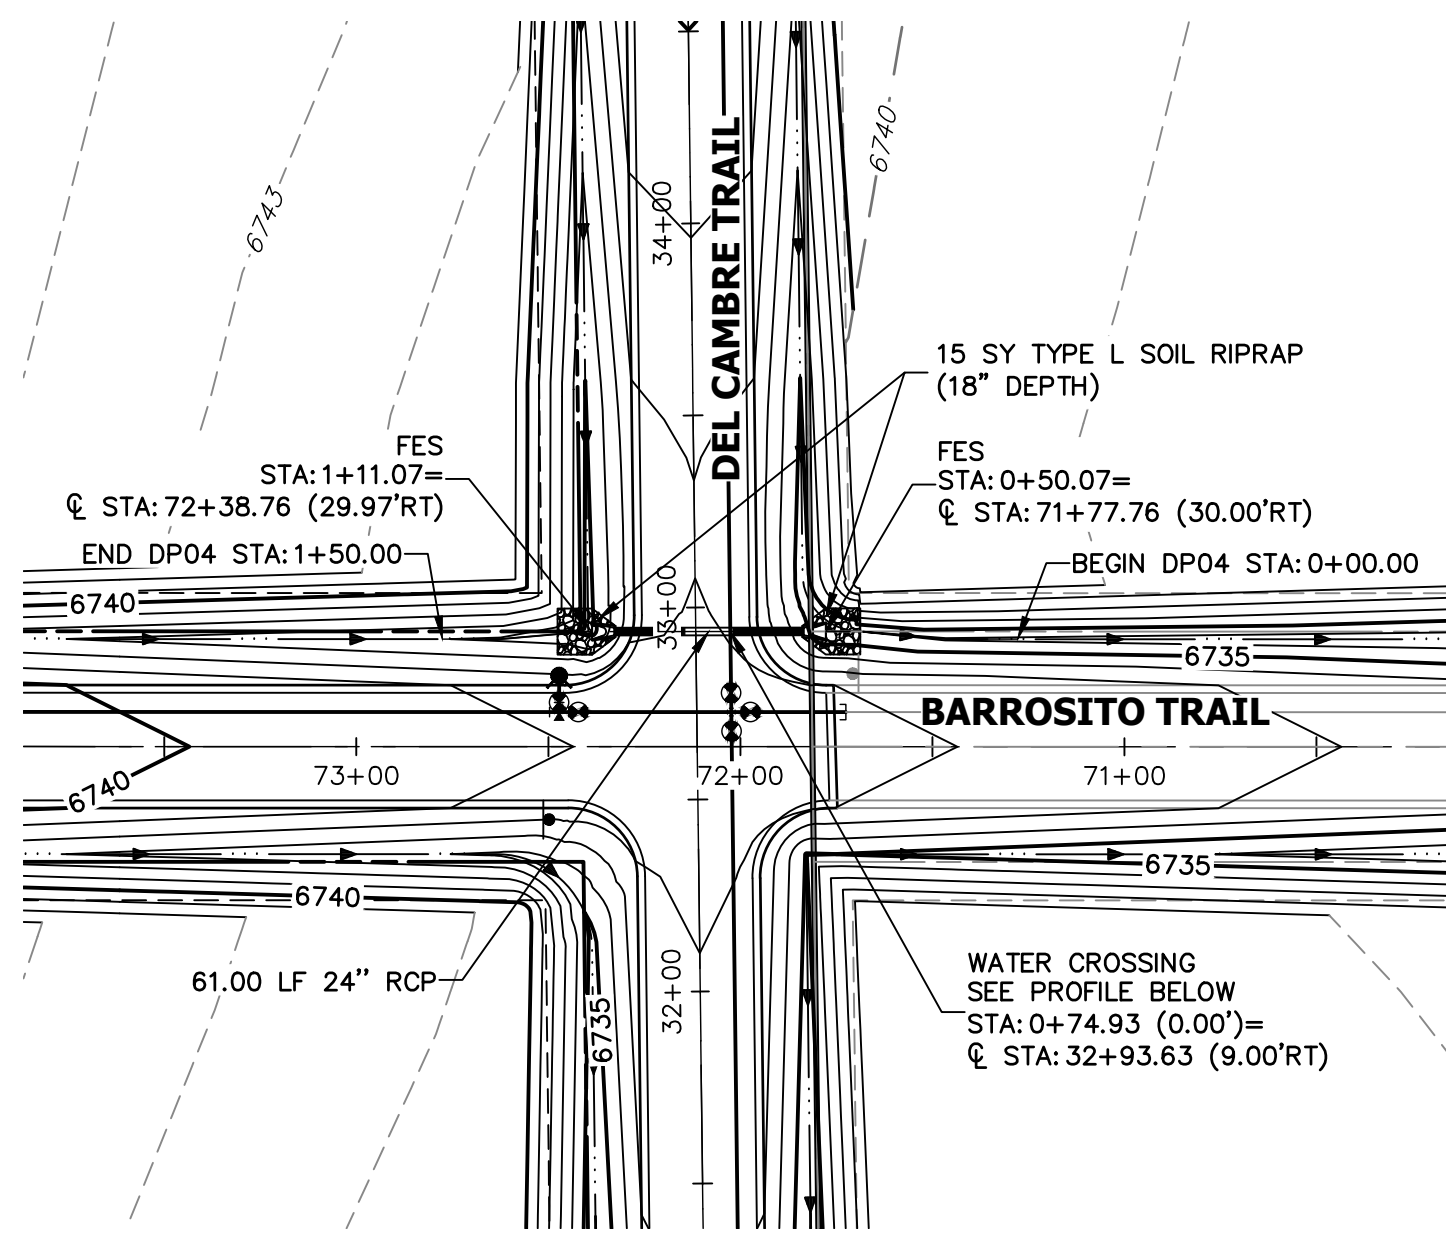 6743
6740
34+00
DEL CAMBRE TRAIL
15 SY TYPE L SOIL RIPRAP
(18" DEPTH)
FES
STA:1+11.07=
℄ STA:72+38.76 (29.97'RT)
FES
STA:0+50.07=
℄ STA:71+77.76 (30.00'RT)
END DP04 STA:1+50.00
BEGIN DP04 STA:0+00.00
6740
33+00
6735
BARROSITO TRAIL
73+00
72+00
71+00
6740
6735
6740
61.00 LF 24" RCP
32+00
6735
WATER CROSSING
SEE PROFILE BELOW
STA:0+74.93 (0.00')=
℄ STA:32+93.63 (9.00'RT)